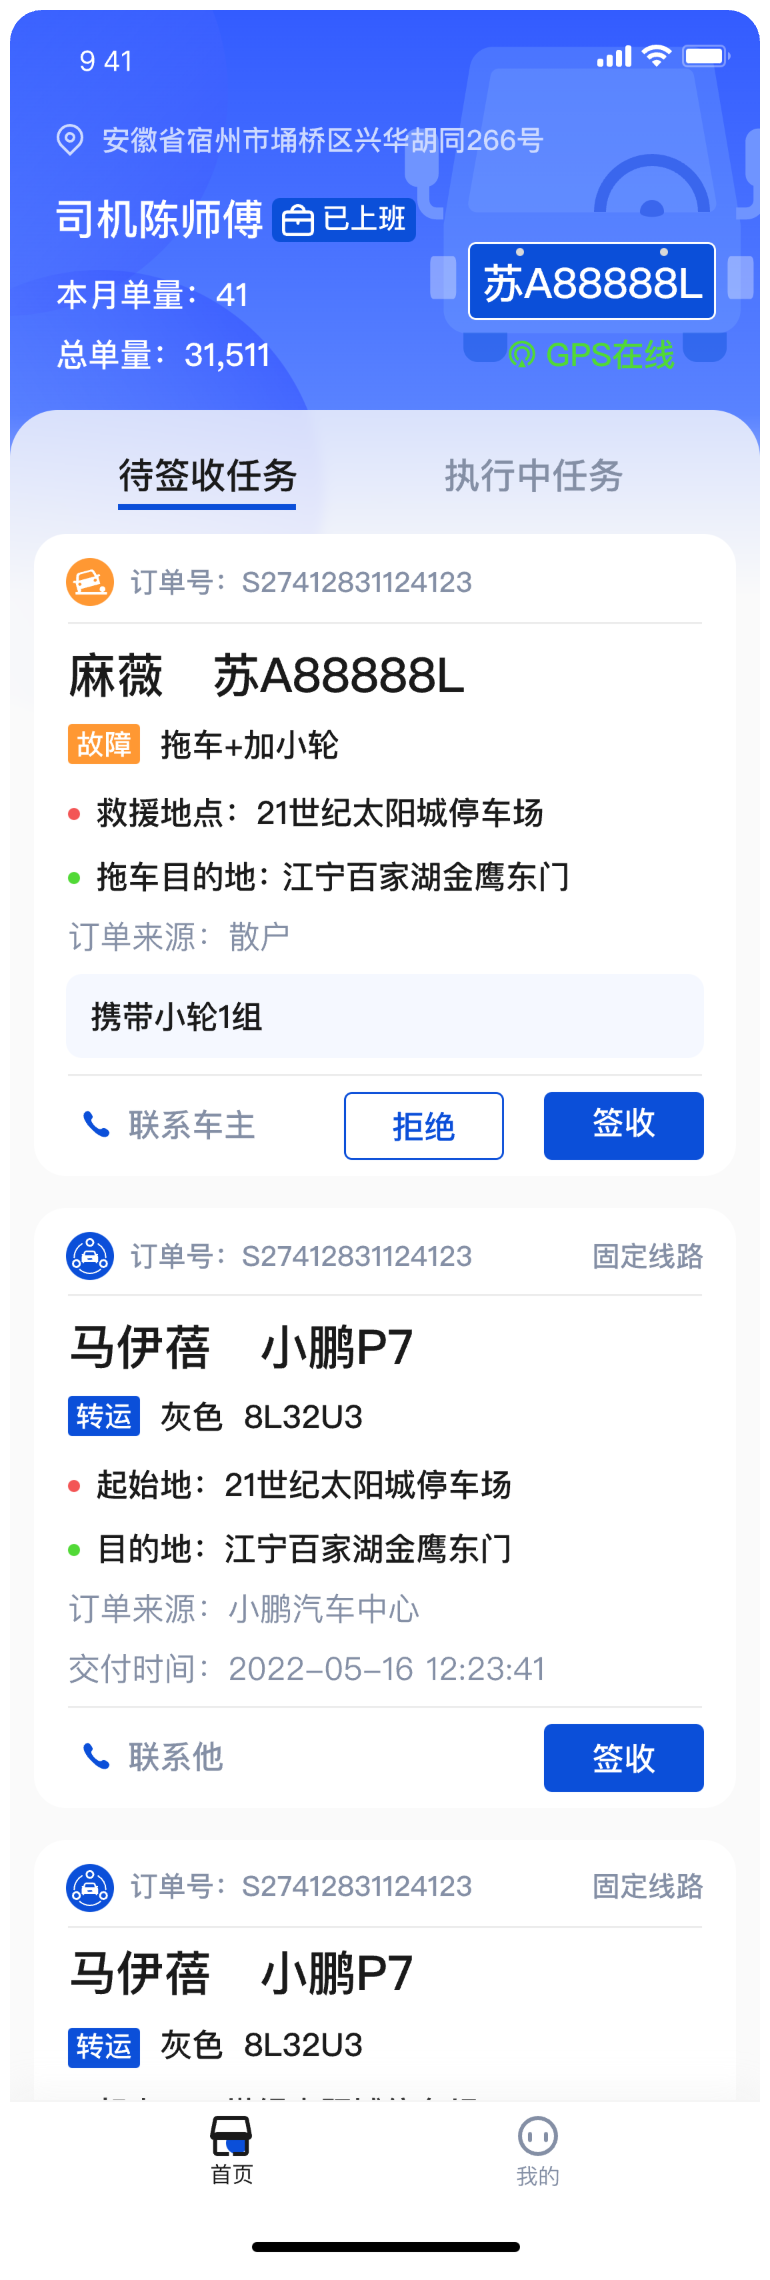 9 41
安徽省宿州市埇桥区兴华胡同266号
司机陈师傅 已上班
本月单量：41
苏A88888L
总单量：31,511
GPS在线
待签收任务 执行中任务
订单号：S27412831124123
麻薇 苏A88888L
故障 拖车+加小轮
救援地点：21世纪太阳城停车场
拖车目的地：江宁百家湖金鹰东门
订单来源：散户
携带小轮1组
联系车主 拒绝 签收
订单号：S27412831124123 固定线路
马伊蓓 小鹏P7
转运 灰色 8L32U3
起始地：21世纪太阳城停车场
目的地：江宁百家湖金鹰东门
订单来源：小鹏汽车中心
交付时间：2022-05-16 12:23:41
联系他 签收
订单号：S27412831124123 固定线路
马伊蓓 小鹏P7
转运 灰色 8L32U3
首页 我的